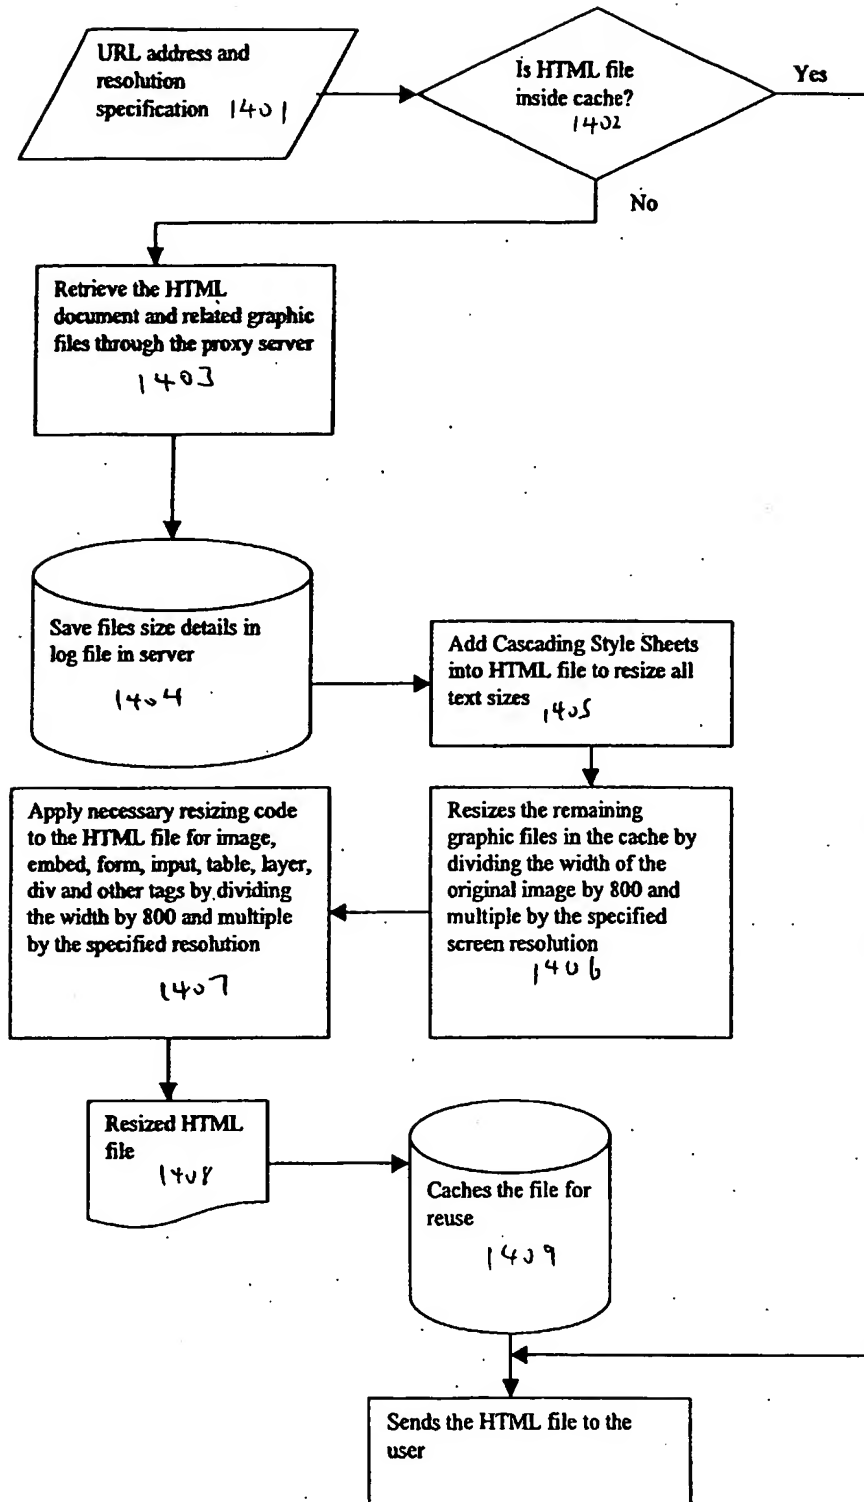 URL address and
resolution
specification 1401
Is HTML file
inside cache?
1402
Yes
No
Retrieve the HTML
document and related graphic
files through the proxy server
1403
Save files size details in
log file in server
1404
Add Cascading Style Sheets
into HTML file to resize all
text sizes 1405
Resizes the remaining
graphic files in the cache by
dividing the width of the
original image by 800 and
multiple by the specified
screen resolution
1406
Apply necessary resizing code
to the HTML file for image,
embed, form, input, table, layer,
div and other tags by dividing
the width by 800 and multiple
by the specified resolution
1407
Resized HTML
file
1408
Caches the file for
reuse
1409
Sends the HTML file to the
user